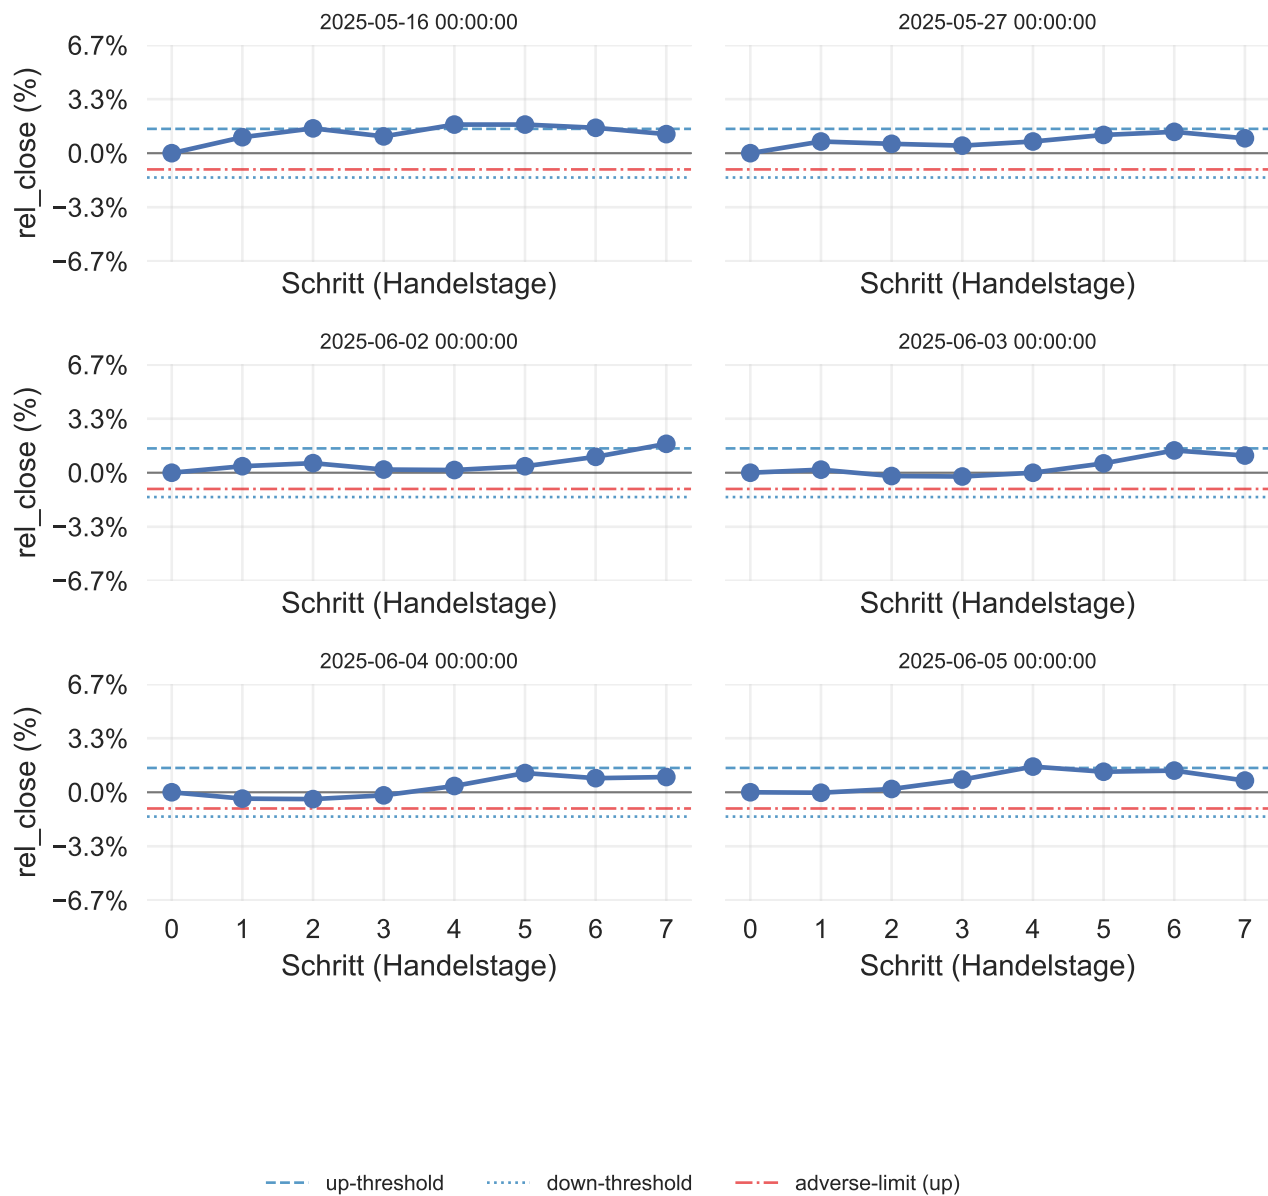 2025-05-16 00:00:00
2025-05-27 00:00:00
6.7%
3.3%
0.0%
−3.3%
−6.7%
rel_close (%)
Schritt (Handelstage)
Schritt (Handelstage)
2025-06-02 00:00:00
2025-06-03 00:00:00
6.7%
3.3%
0.0%
−3.3%
−6.7%
rel_close (%)
Schritt (Handelstage)
Schritt (Handelstage)
2025-06-04 00:00:00
2025-06-05 00:00:00
6.7%
3.3%
0.0%
−3.3%
−6.7%
rel_close (%)
0 1 2 3 4 5 6 7
0 1 2 3 4 5 6 7
Schritt (Handelstage)
Schritt (Handelstage)
up-threshold down-threshold adverse-limit (up)